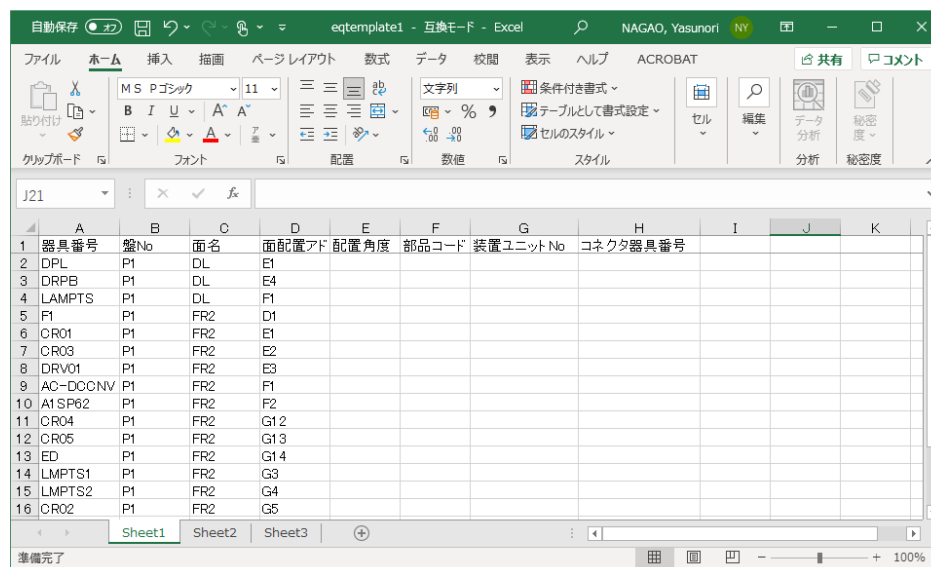 自動保存 オフ eqtemplate1 - 互換モード - Excel NAGAO, Yasunori NY
ファイル ホーム 挿入 描画 ページ レイアウト 数式 データ 校閲 表示 ヘルプ ACROBAT 共有 コメント
貼り付け MS Pゴシック 11 B I U A A A 文字列 % 条件付き書式 テーブルとして書式設定 セルのスタイル セル 編集 データ分析 秘密度
クリップボード フォント 配置 数値 スタイル 分析 秘密度
J21 fx
A B C D E F G H I J K
1 器具番号 盤No 面名 面配置アド 配置角度 部品コード 装置ユニットNo コネクタ器具番号
2 DPL P1 DL E1
3 DRPB P1 DL E4
4 LAMPTS P1 DL F1
5 F1 P1 FR2 D1
6 CR01 P1 FR2 E1
7 CR03 P1 FR2 E2
8 DRV01 P1 FR2 E3
9 AC-DCCNV P1 FR2 F1
10 A1SP62 P1 FR2 F2
11 CR04 P1 FR2 G12
12 CR05 P1 FR2 G13
13 ED P1 FR2 G14
14 LMPTS1 P1 FR2 G3
15 LMPTS2 P1 FR2 G4
16 CR02 P1 FR2 G5
Sheet1 Sheet2 Sheet3
準備完了 100%